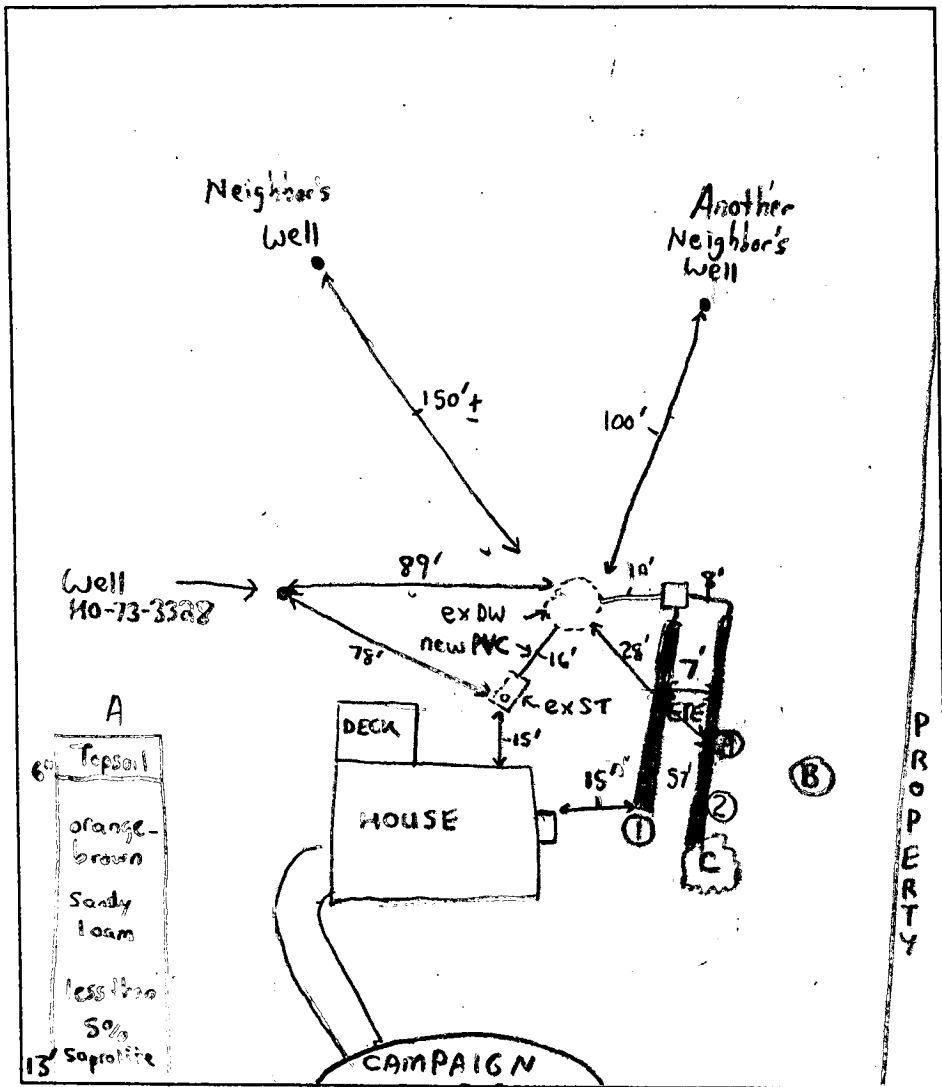 Neighbor's
Well
Another
Neighbor's
Well
150'±
100'
Well
HO-73-3328
89'
10'
8'
ex DW
new PVC
16'
28'
7'
78'
ex ST
A
DECK
15'
15'
HOUSE
57'
A
B
1
2
C
6"
Topsoil
orange-
brown
Sandy
loam
less than
5%
Saprolite
13'
PROPERTY
CAMPAIGN